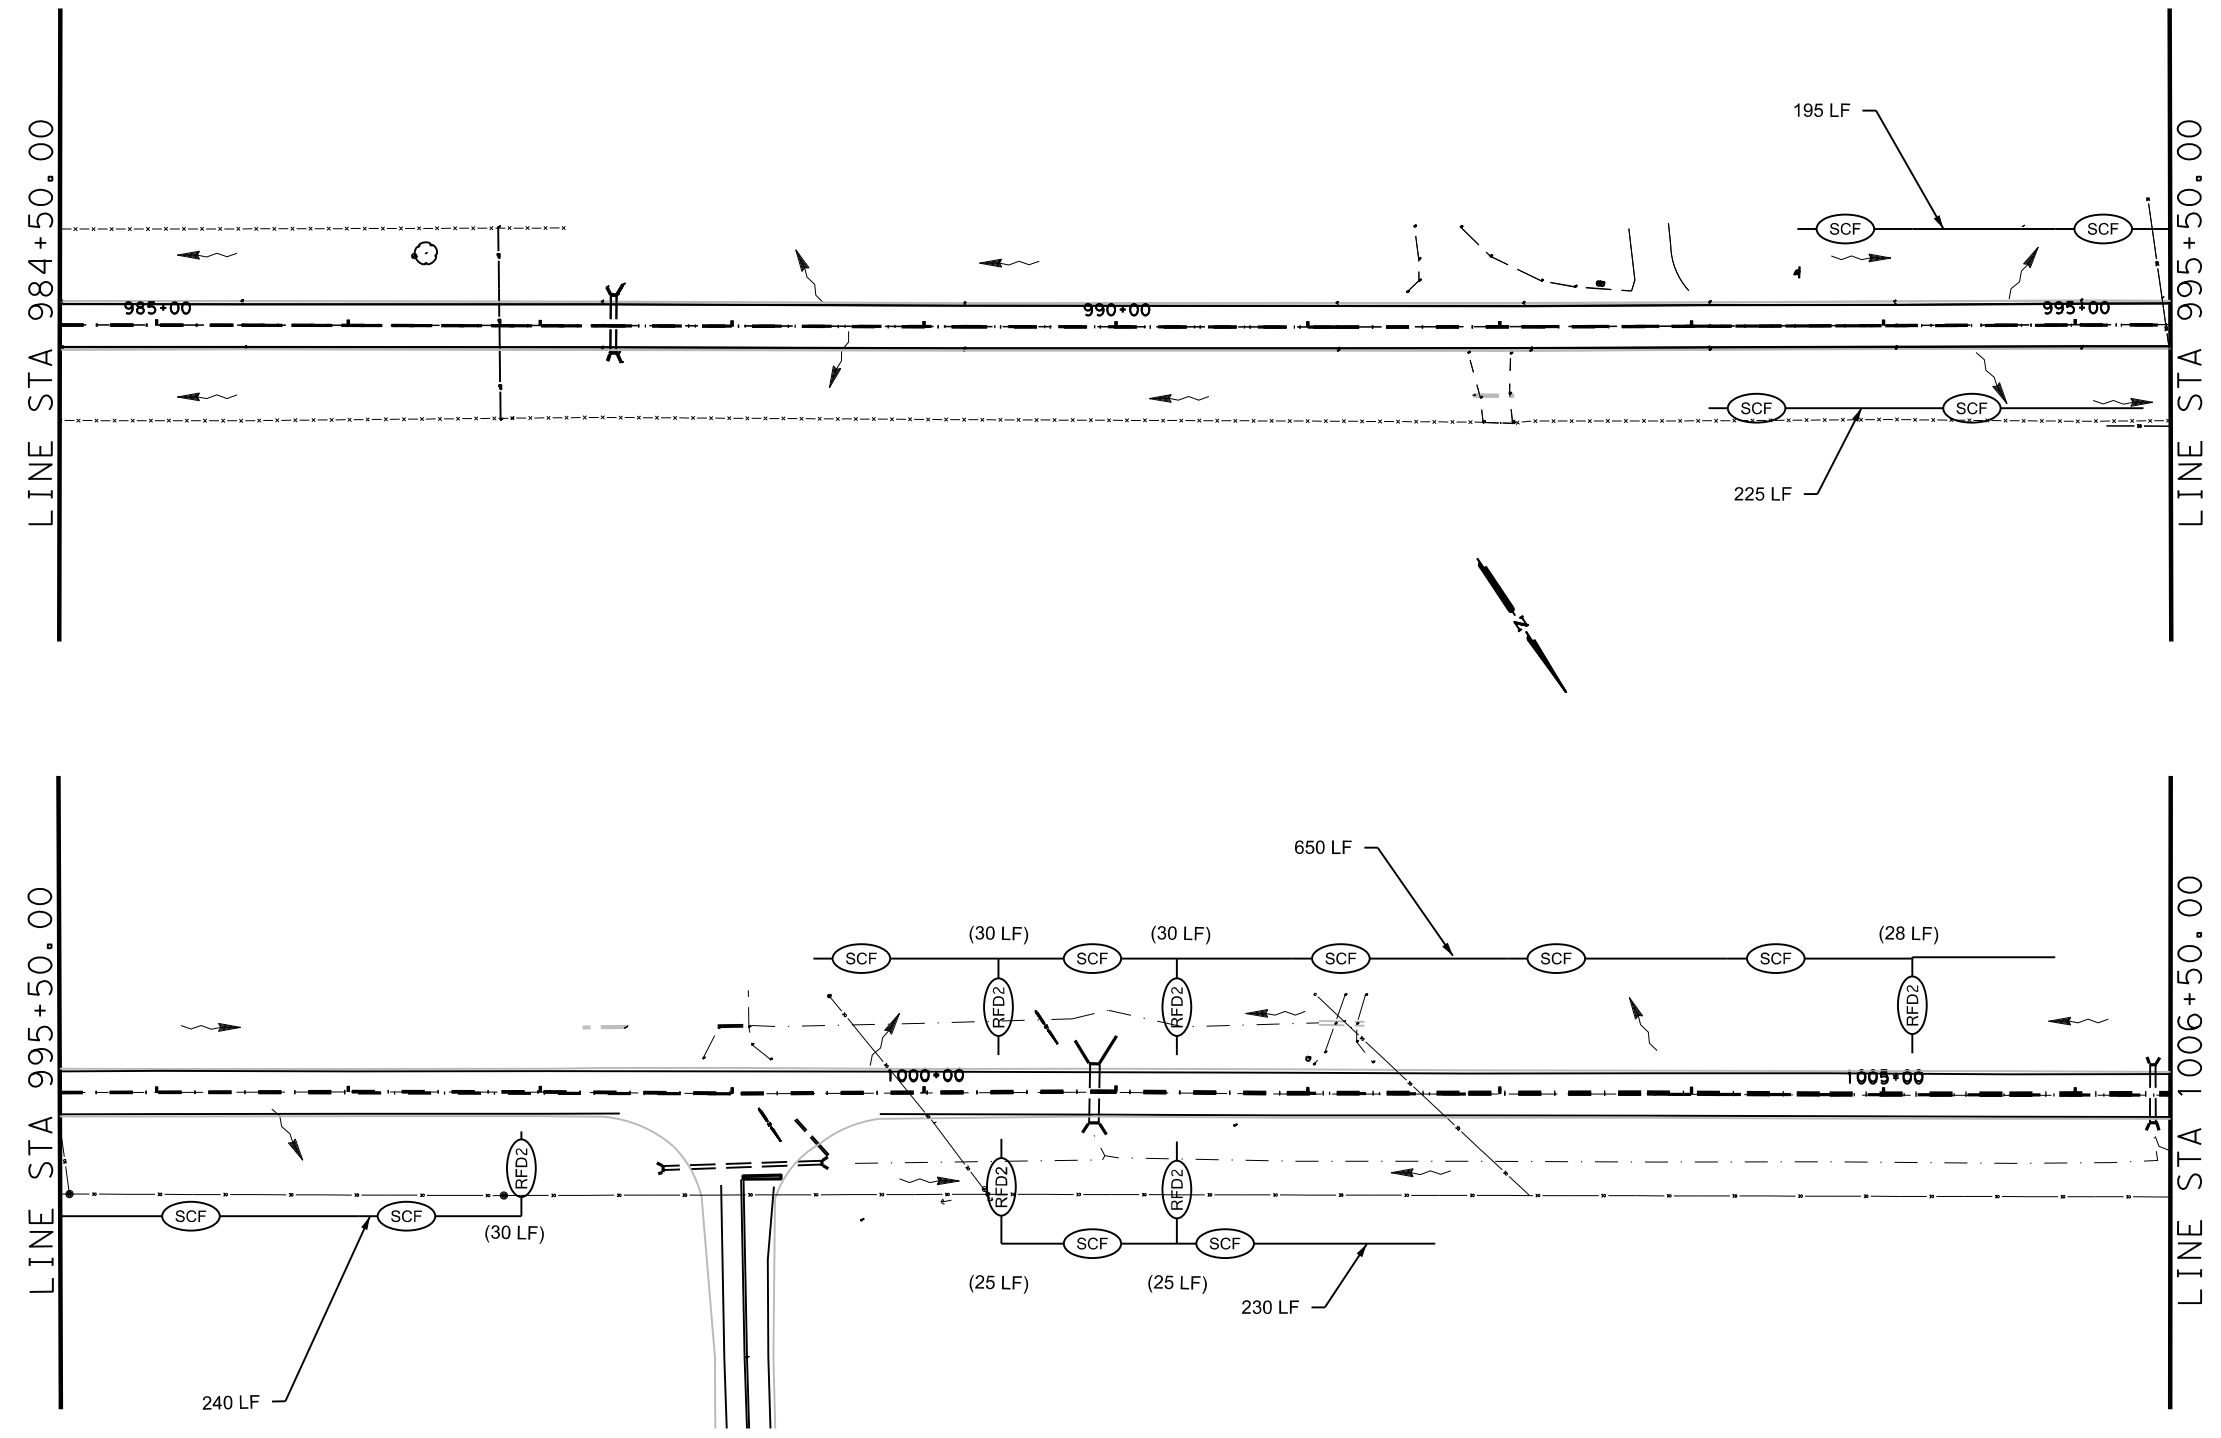 LINE STA 984+50.00
195 LF
SCF
SCF
985+00
990+00
995+00
SCF
SCF
225 LF
LINE STA 995+50.00
N
LINE STA 995+50.00
650 LF
(30 LF)
(30 LF)
(28 LF)
SCF
SCF
SCF
SCF
SCF
RFD2
RFD2
RFD2
1000+00
1005+00
RFD2
RFD2
RFD2
SCF
SCF
(30 LF)
SCF
SCF
(25 LF)
(25 LF)
230 LF
240 LF
LINE STA 1006+50.00